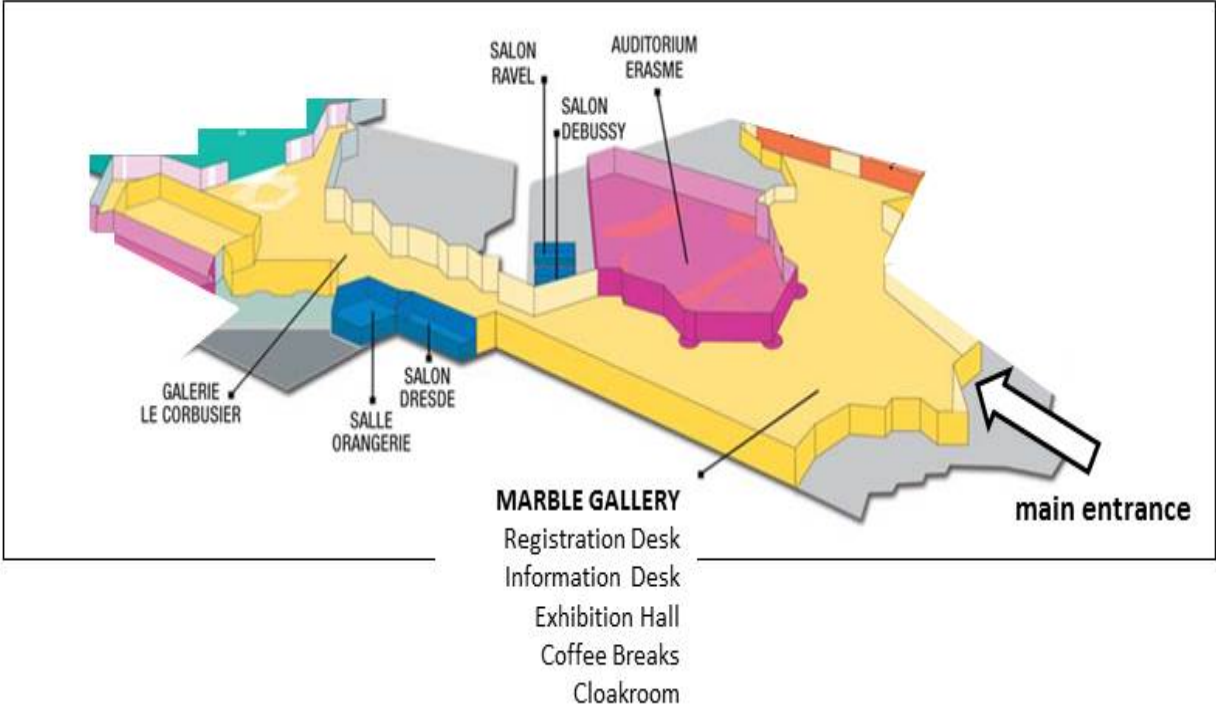 SALON
RAVEL
AUDITORIUM
ERASME
SALON
DEBUSSY
GALERIE
LE CORBUSIER
SALLE
ORANGERIE
SALON
DRESDE
MARBLE GALLERY
Registration Desk
Information Desk
Exhibition Hall
Coffee Breaks
Cloakroom
main entrance